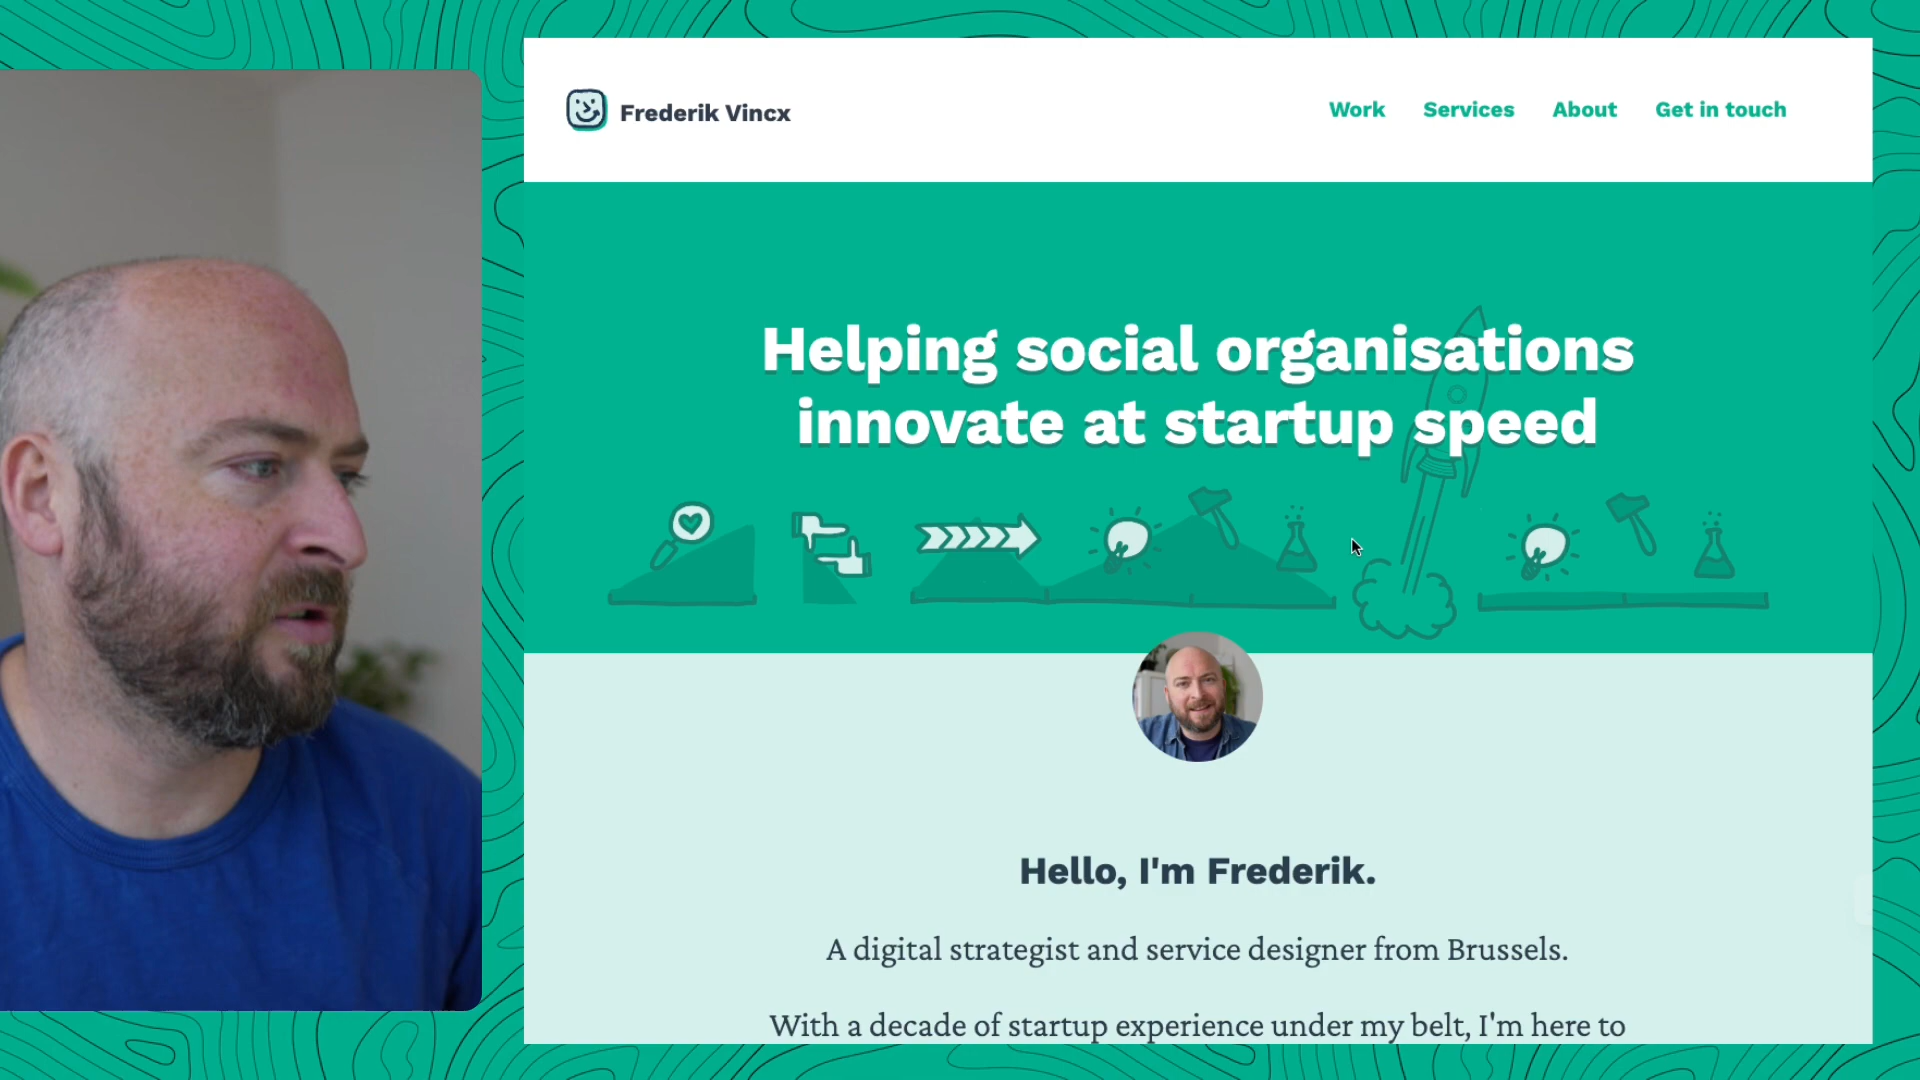 Frederik Vincx
Work Services About Get in touch
Helping social organisations
innovate at startup speed
Hello, I'm Frederik.
A digital strategist and service designer from Brussels.
With a decade of startup experience under my belt, I'm here to